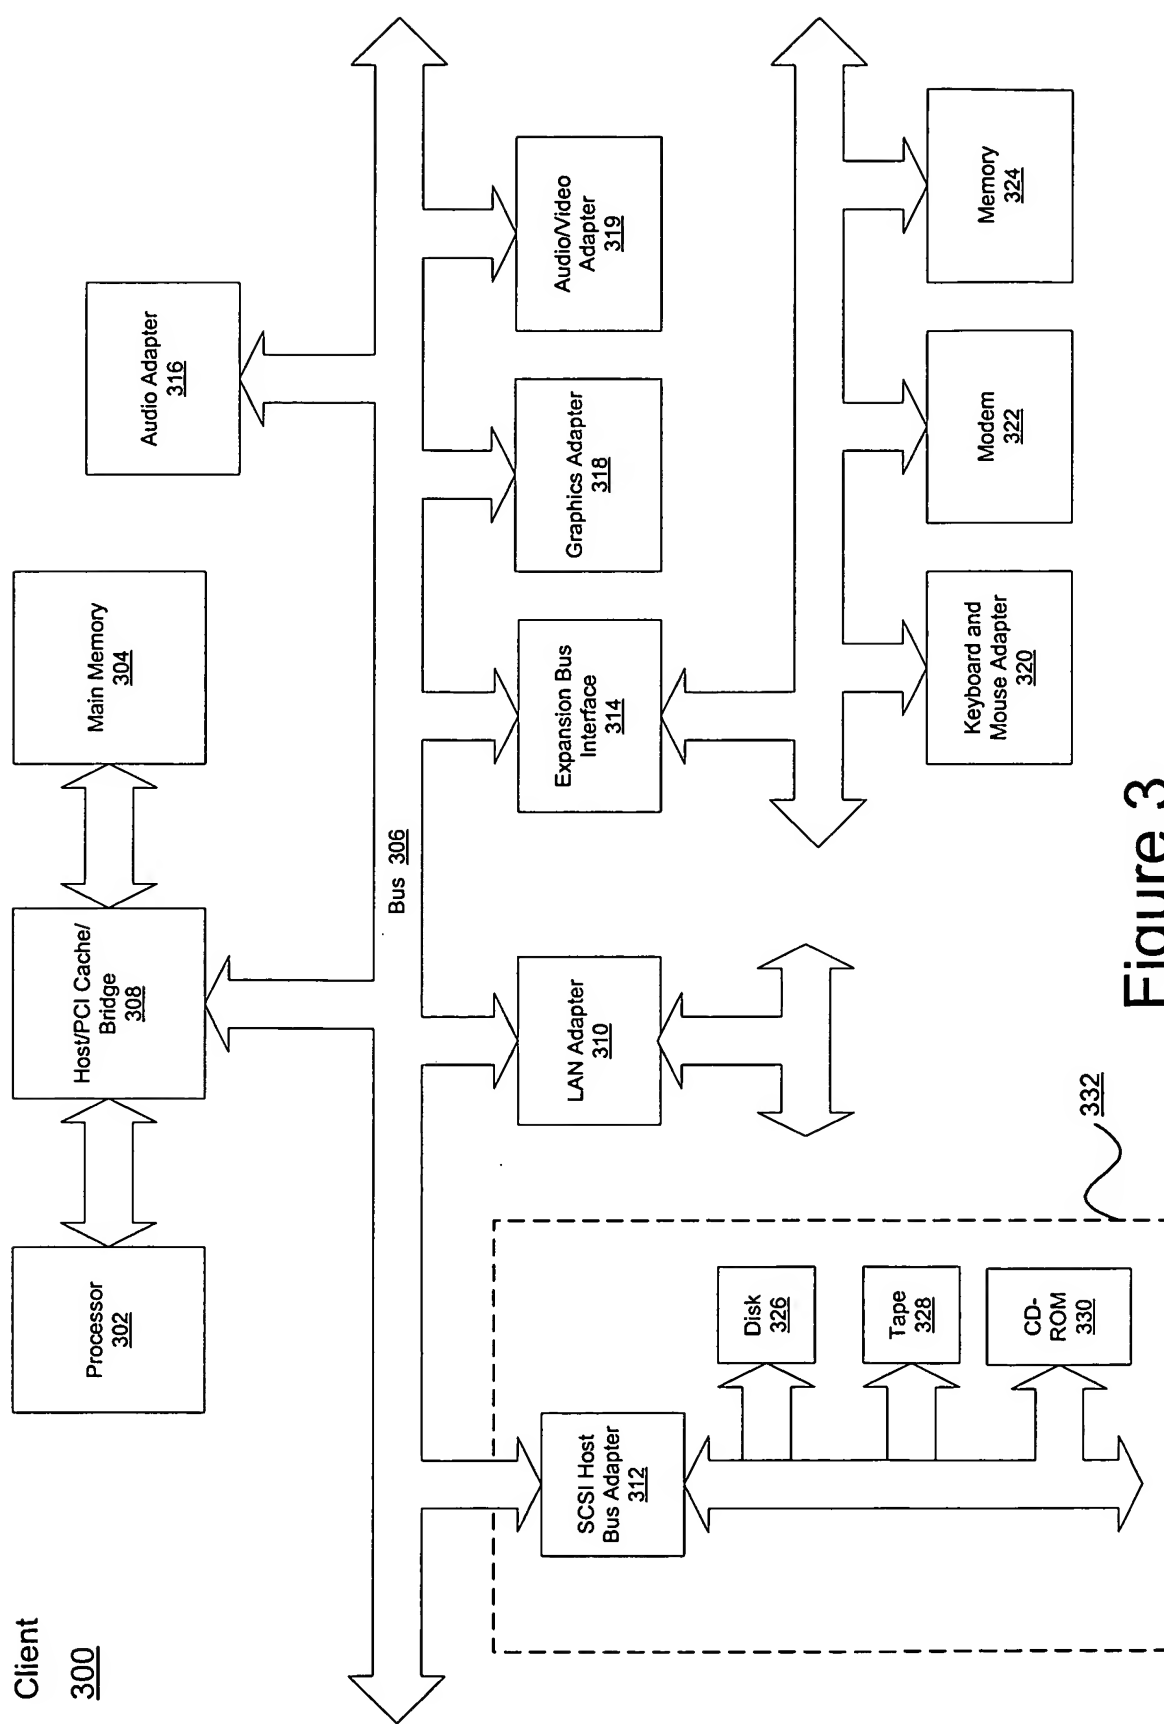 Client
300
Processor
302
Host/PCI Cache/
Bridge
308
Main Memory
304
Audio Adapter
316
Bus 306
SCSI Host
Bus Adapter
312
LAN Adapter
310
Expansion Bus
Interface
314
Graphics Adapter
318
Audio/Video
Adapter
319
Disk
326
Tape
328
CD-
ROM
330
332
Keyboard and
Mouse Adapter
320
Modem
322
Memory
324
Figure 3